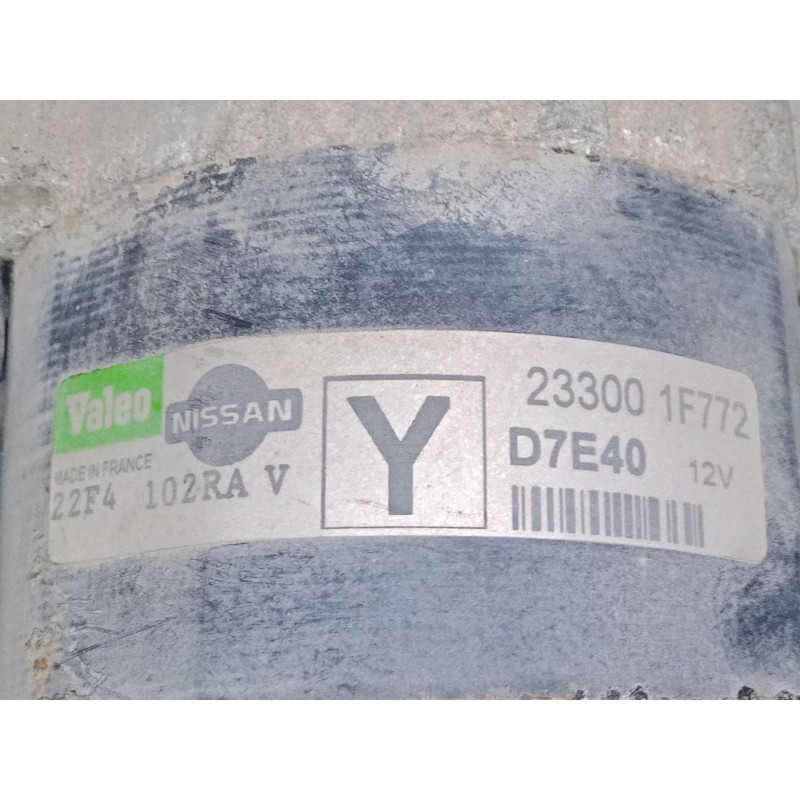 Valeo
NISSAN
MADE IN FRANCE
22F4 102RA V
Y
23300 1F772
D7E40 12V